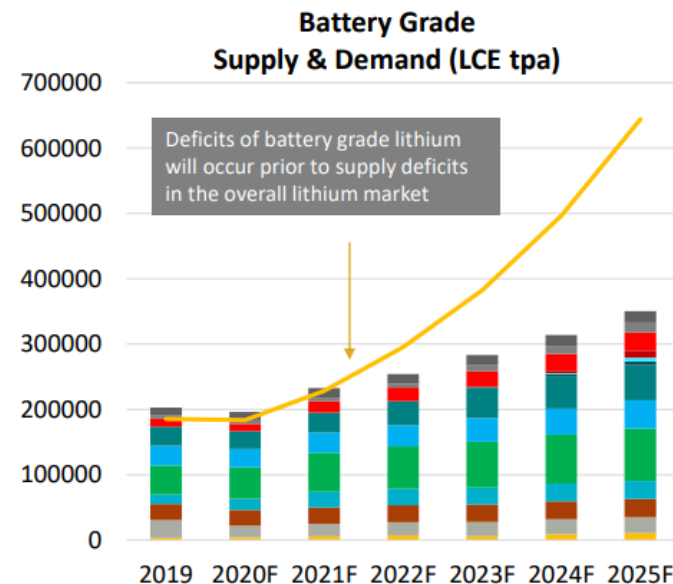 Battery Grade
Supply & Demand (LCE tpa)
700000
600000
500000
400000
300000
200000
100000
0
Deficits of battery grade lithium
will occur prior to supply deficits
in the overall lithium market
2019 2020F 2021F 2022F 2023F 2024F 2025F